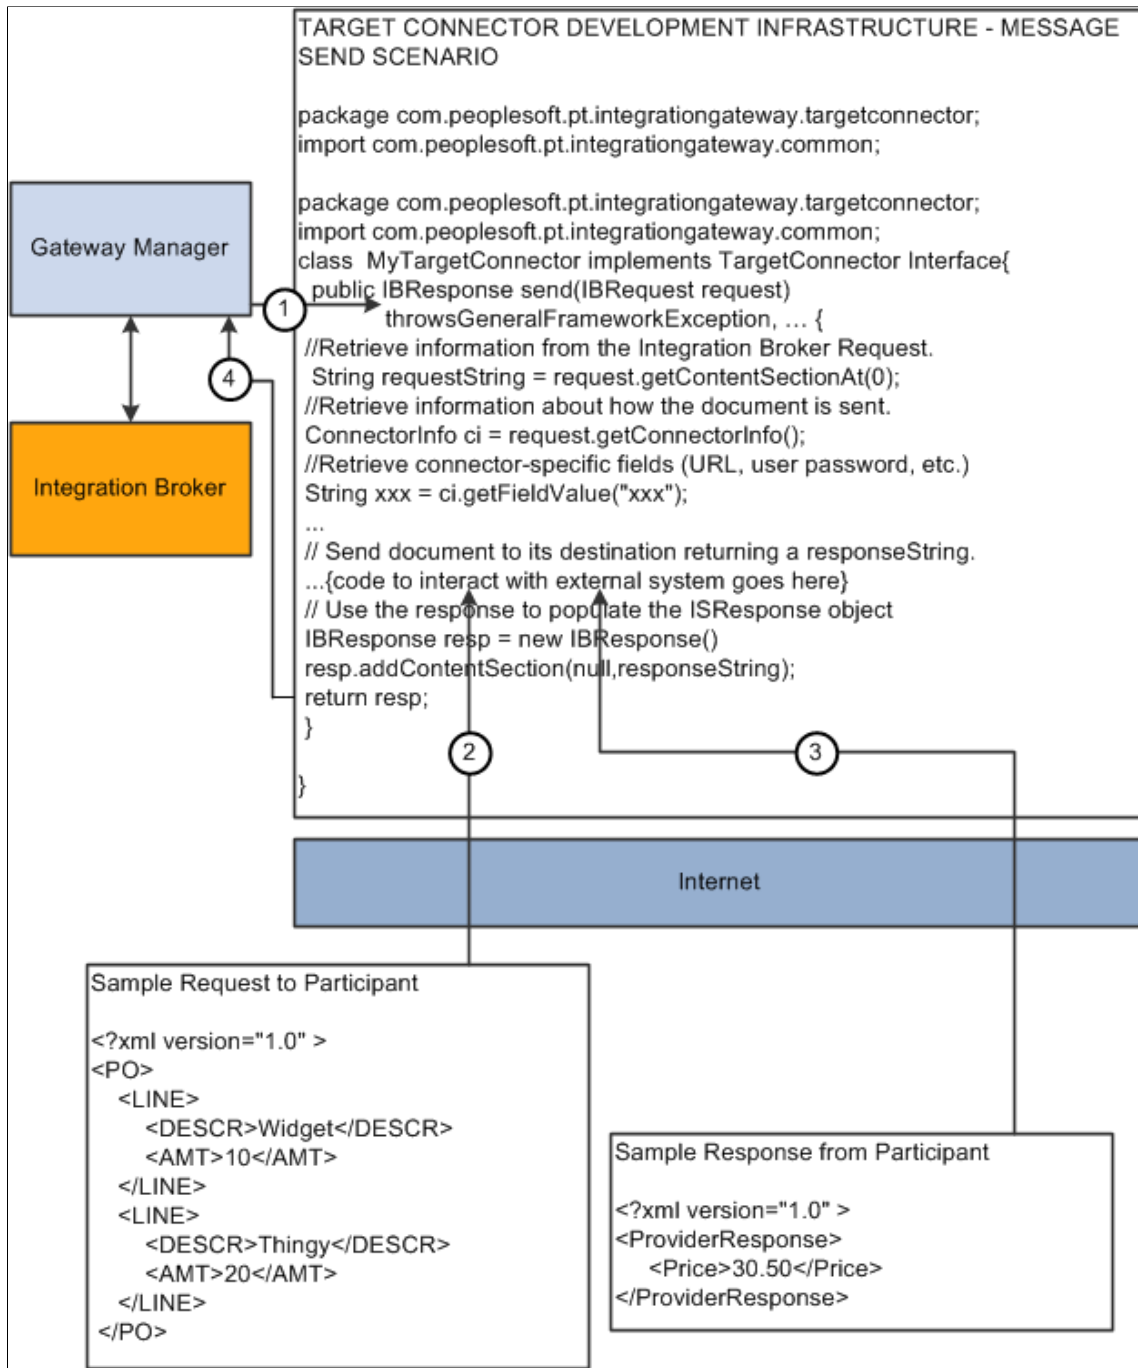 TARGET CONNECTOR DEVELOPMENT INFRASTRUCTURE - MESSAGE
SEND SCENARIO
package com.peoplesoft.pt.integrationgateway.targetconnector;
import com.peoplesoft.pt.integrationgateway.common;
package com.peoplesoft.pt.integrationgateway.targetconnector;
import com.peoplesoft.pt.integrationgateway.common;
class MyTargetConnector implements TargetConnector Interface{
public IBResponse send(IBRequest request)
throwsGeneralFrameworkException, ... {
//Retrieve information from the Integration Broker Request.
String requestString = request.getContentSectionAt(0);
//Retrieve information about how the document is sent.
ConnectorInfo ci = request.getConnectorInfo();
//Retrieve connector-specific fields (URL, user password, etc.)
String xxx = ci.getFieldValue("xxx");
...
// Send document to its destination returning a responseString.
...{code to interact with external system goes here}
// Use the response to populate the ISResponse object
IBResponse resp = new IBResponse()
resp.addContentSection(null,responseString);
return resp;
}
}
Gateway Manager
1
4
Integration Broker
2
3
Internet
Sample Request to Participant
<?xml version="1.0" >
<PO>
<LINE>
<DESCR>Widget</DESCR>
<AMT>10</AMT>
</LINE>
<LINE>
<DESCR>Thingy</DESCR>
<AMT>20</AMT>
</LINE>
</PO>
Sample Response from Participant
<?xml version="1.0" >
<ProviderResponse>
<Price>30.50</Price>
</ProviderResponse>